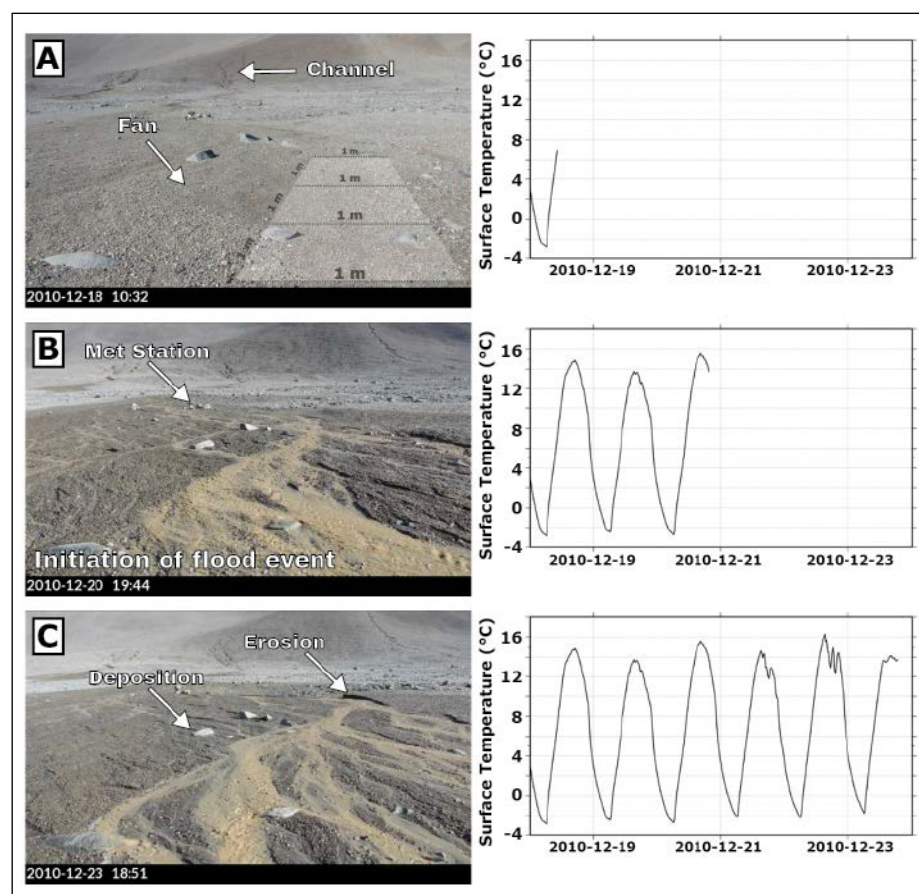 A
Channel
Fan
1 m
1 m
1 m
1 m
1 m
1 m
1 m
2010-12-18 10:32
Surface Temperature (°C)
16
12
8
4
0
-4
2010-12-19
2010-12-21
2010-12-23
B
Met Station
Initiation of flood event
2010-12-20 19:44
Surface Temperature (°C)
16
12
8
4
0
-4
2010-12-19
2010-12-21
2010-12-23
C
Erosion
Deposition
2010-12-23 18:51
Surface Temperature (°C)
16
12
8
4
0
-4
2010-12-19
2010-12-21
2010-12-23